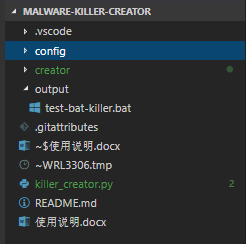 MALWARE-KILLER-CREATOR
.vscode
config
creator
output
test-bat-killer.bat
.gitattributes
~$使用说明.docx
~WRL3306.tmp
killer_creator.py 2
README.md
使用说明.docx